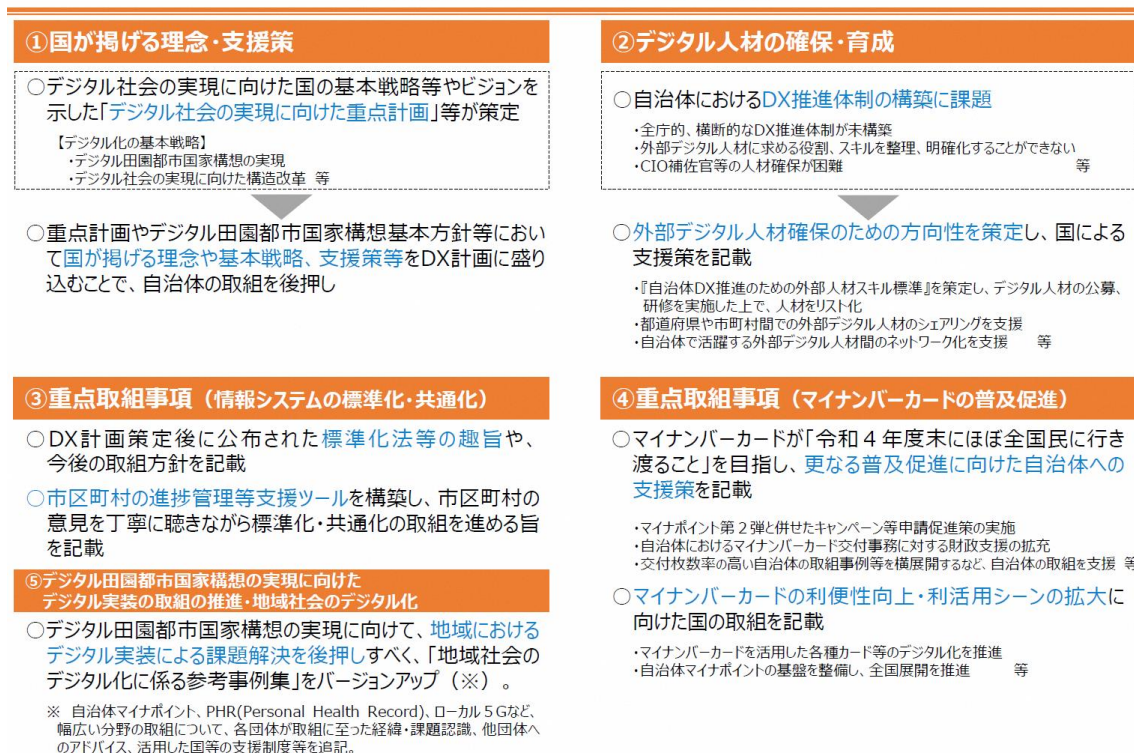 ①国が掲げる理念・支援策
○デジタル社会の実現に向けた国の基本戦略等やビジョンを
示した「デジタル社会の実現に向けた重点計画」等が策定
【デジタル化の基本戦略】
・デジタル田園都市国家構想の実現
・デジタル社会の実現に向けた構造改革 等
○重点計画やデジタル田園都市国家構想基本方針等におい
て国が掲げる理念や基本戦略、支援策等をDX計画に盛り
込むことで、自治体の取組を後押し
②デジタル人材の確保・育成
○自治体におけるDX推進体制の構築に課題
・全庁的、横断的なDX推進体制が未構築
・外部デジタル人材に求める役割、スキルを整理、明確化することができない
・CIO補佐官等の人材確保が困難 等
○外部デジタル人材確保のための方向性を策定し、国による
支援策を記載
・『自治体DX推進のための外部人材スキル標準』を策定し、デジタル人材の公募、
研修を実施した上で、人材をリスト化
・都道府県や市町村間での外部デジタル人材のシェアリングを支援
・自治体で活躍する外部デジタル人材間のネットワーク化を支援 等
③重点取組事項（情報システムの標準化・共通化）
○DX計画策定後に公布された標準化法等の趣旨や、
今後の取組方針を記載
○市区町村の進捗管理等支援ツールを構築し、市区町村の
意見を丁寧に聴きながら標準化・共通化の取組を進める旨
を記載
⑤デジタル田園都市国家構想の実現に向けた
デジタル実装の取組の推進・地域社会のデジタル化
○デジタル田園都市国家構想の実現に向けて、地域における
デジタル実装による課題解決を後押しすべく、「地域社会の
デジタル化に係る参考事例集」をバージョンアップ（※）。
※ 自治体マイナポイント、PHR(Personal Health Record)、ローカル５Gなど、
幅広い分野の取組について、各団体が取組に至った経緯・課題認識、他団体へ
のアドバイス、活用した国等の支援制度等を追記。
④重点取組事項（マイナンバーカードの普及促進）
○マイナンバーカードが「令和４年度末にほぼ全国民に行き
渡ること」を目指し、更なる普及促進に向けた自治体への
支援策を記載
・マイナポイント第２弾と併せたキャンペーン等申請促進策の実施
・自治体におけるマイナンバーカード交付事務に対する財政支援の拡充
・交付枚数率の高い自治体の取組事例等を横展開するなど、自治体の取組を支援 等
○マイナンバーカードの利便性向上・利活用シーンの拡大に
向けた国の取組を記載
・マイナンバーカードを活用した各種カード等のデジタル化を推進
・自治体マイナポイントの基盤を整備し、全国展開を推進 等